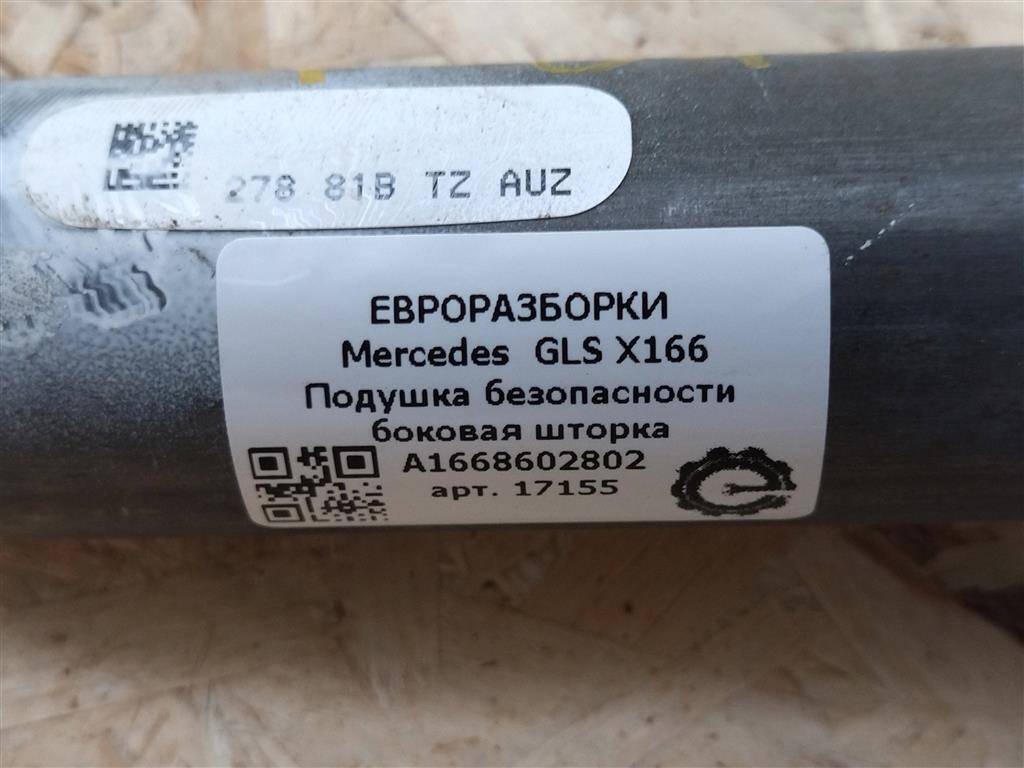 278 81B TZ AUZ
ЕВРОРАЗБОРКИ
Mercedes GLS X166
Подушка безопасности
боковая шторка
A1668602802
арт. 17155